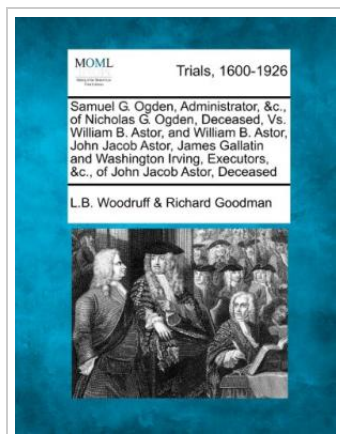 MOML
Trials, 1600-1926
Samuel G. Ogden, Administrator, &c.,
of Nicholas G. Ogden, Deceased, Vs.
William B. Astor, and William B. Astor,
John Jacob Astor, James Gallatin
and Washington Irving, Executors,
&c., of John Jacob Astor, Deceased
L.B. Woodruff & Richard Goodman